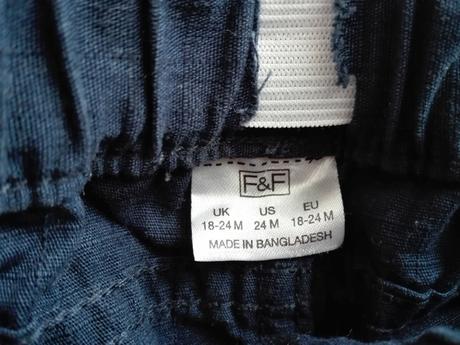 F&F
UK US EU
18-24 M 24 M 18-24 M
MADE IN BANGLADESH